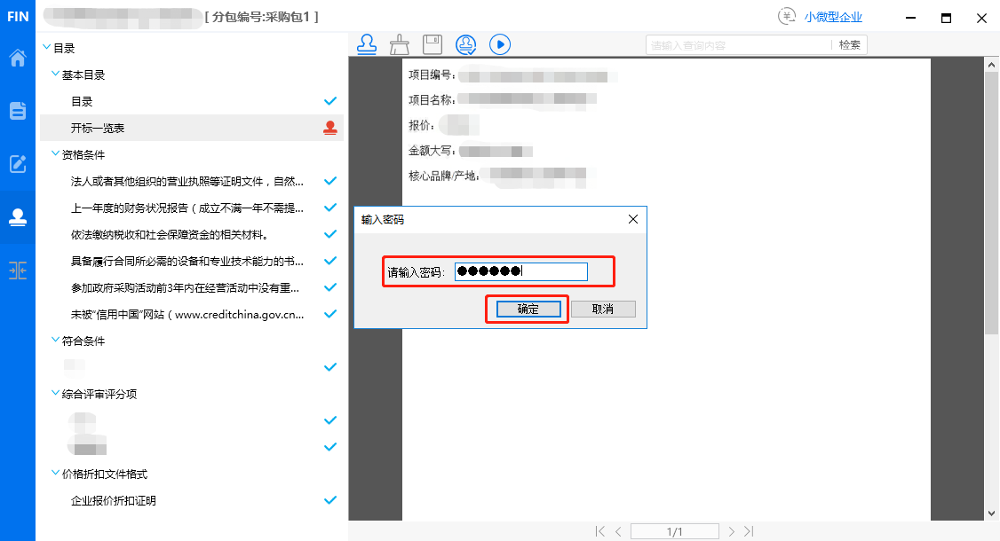 FIN
[ 分包编号:采购包1 ]
小微型企业
请输入查询内容
检索
目录
基本目录
目录
开标一览表
资格条件
法人或者其他组织的营业执照等证明文件，自然...
上一年度的财务状况报告（成立不满一年不需提...
依法缴纳税收和社会保障资金的相关材料。
具备履行合同所必需的设备和专业技术能力的书...
参加政府采购活动前3年内在经营活动中没有重...
未被“信用中国”网站（www.creditchina.gov.cn...
符合条件
综合评审评分项
价格折扣文件格式
企业报价折扣证明
项目编号：
项目名称：
报价：
金额大写：
核心品牌/产地：
输入密码
请输入密码：●●●●●●
确定
取消
1/1